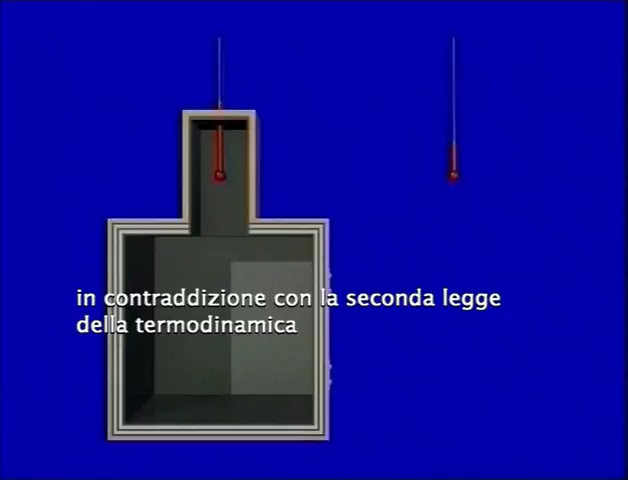 in contraddizione con la seconda legge
della termodinamica